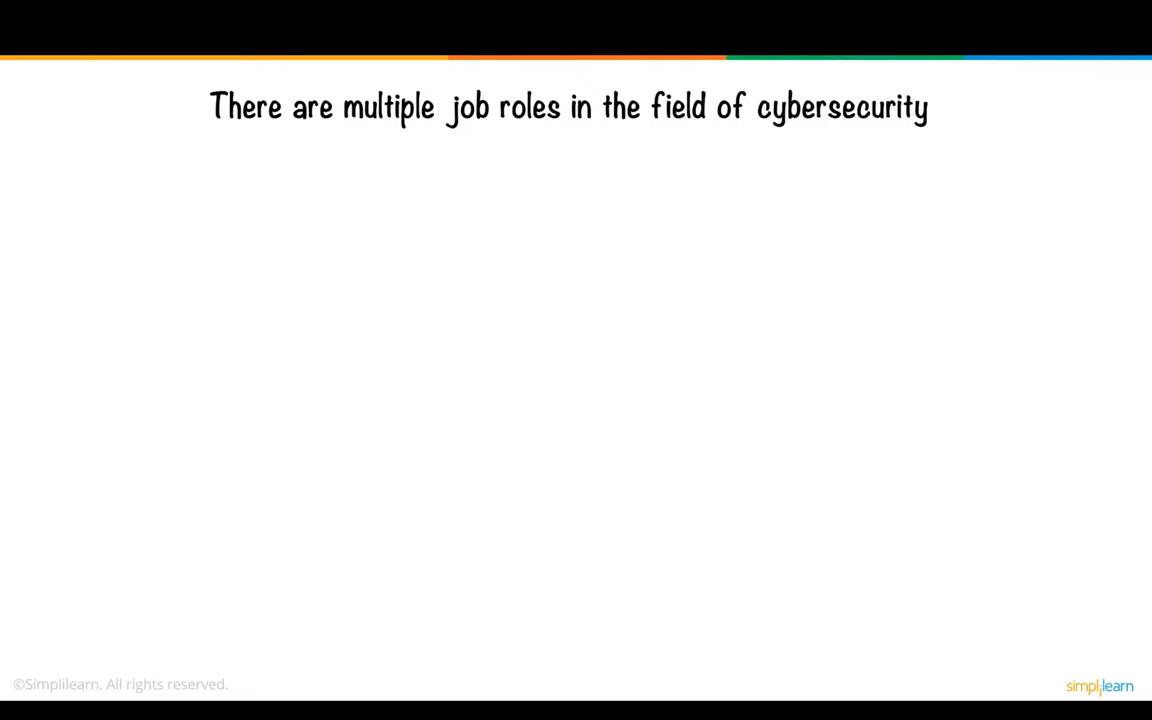 There are multiple job roles in the field of cybersecurity
©Simplilearn. All rights reserved.
simplilearn